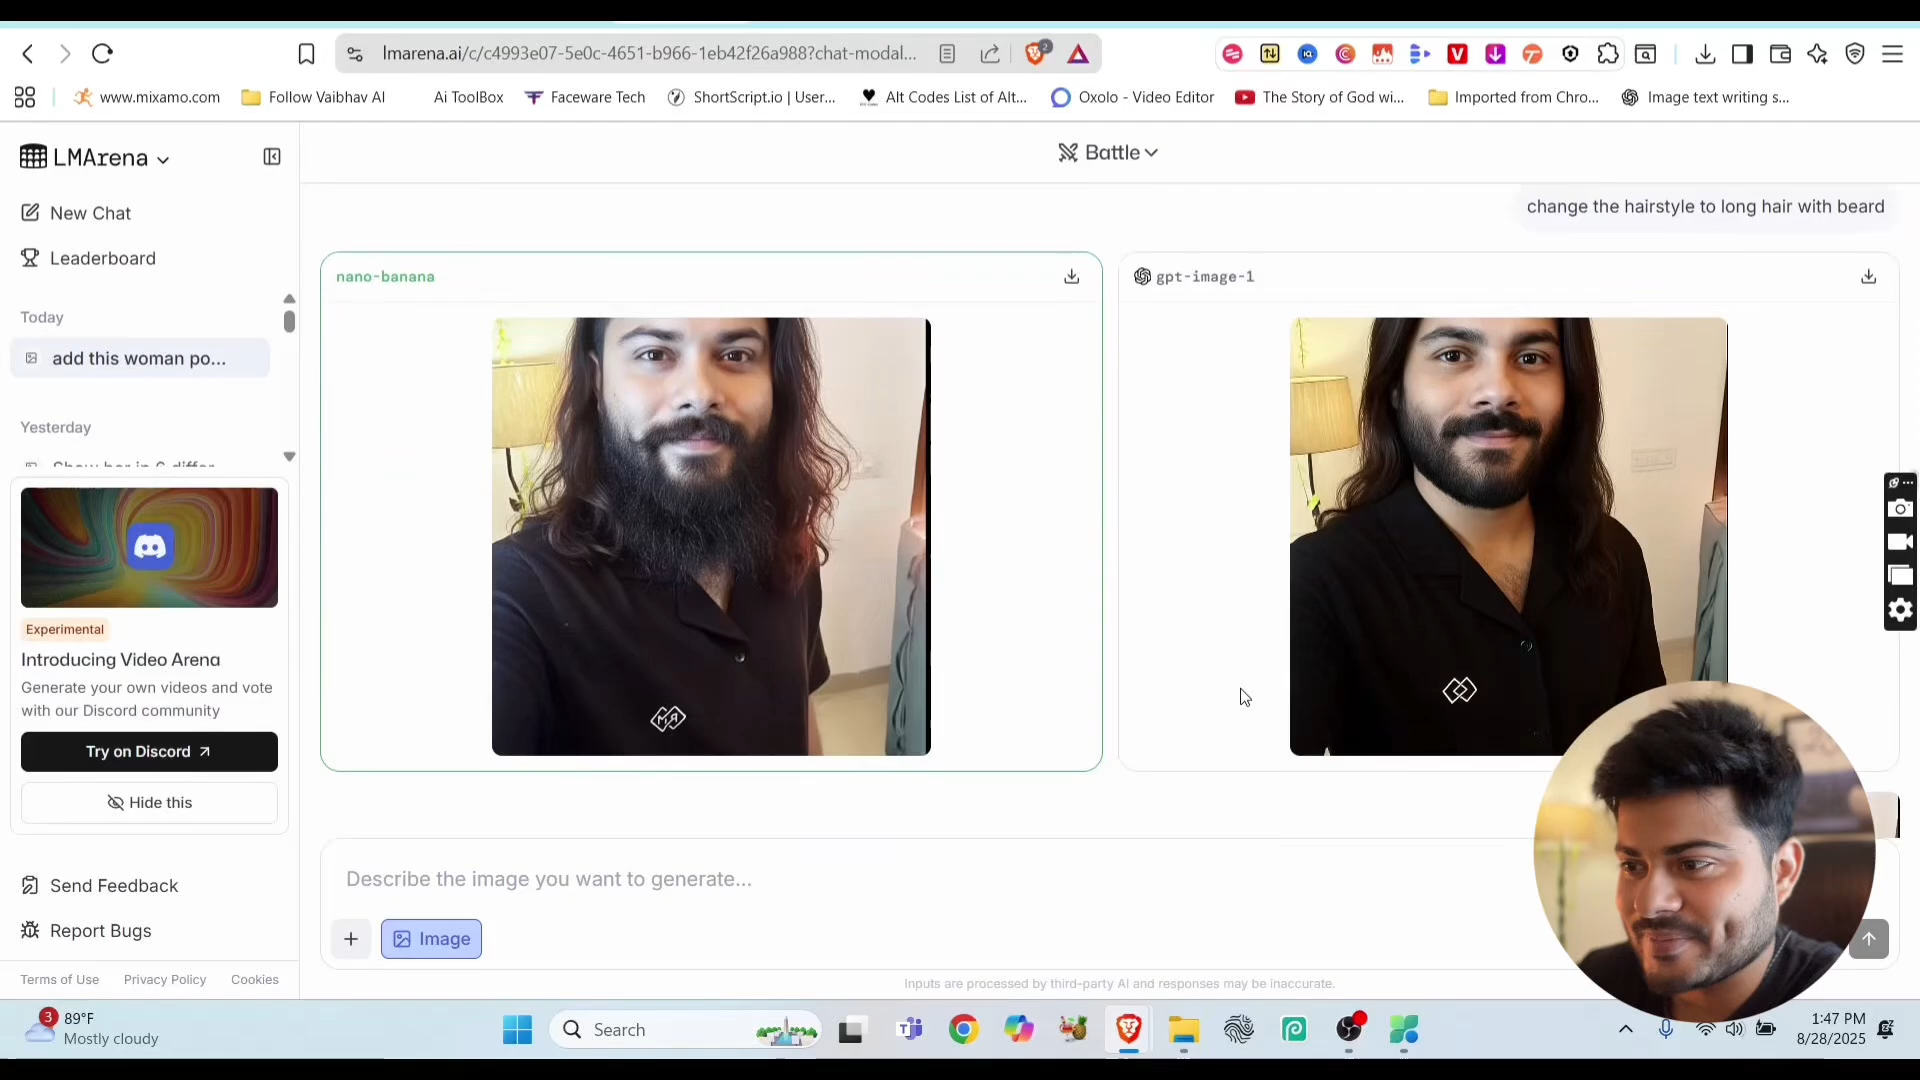 lmarena.ai/c/c4993e07-5e0c-4651-b966-1eb42f26a988?chat-modal...
2
www.mixamo.com
Follow Vaibhav AI
Ai ToolBox
Faceware Tech
ShortScript.io | User...
Alt Codes List of Alt...
Oxolo - Video Editor
The Story of God wi...
Imported from Chro...
Image text writing s...
LMArena
Battle
New Chat
Leaderboard
Today
add this woman po...
Yesterday
change the hairstyle to long hair with beard
nano-banana
gpt-image-1
Experimental
Introducing Video Arena
Generate your own videos and vote
with our Discord community
Try on Discord
Hide this
Send Feedback
Report Bugs
Terms of Use
Privacy Policy
Cookies
Describe the image you want to generate...
+
Image
Inputs are processed by third-party AI and responses may be inaccurate.
3
89°F
Mostly cloudy
Search
1:47 PM
8/28/2025